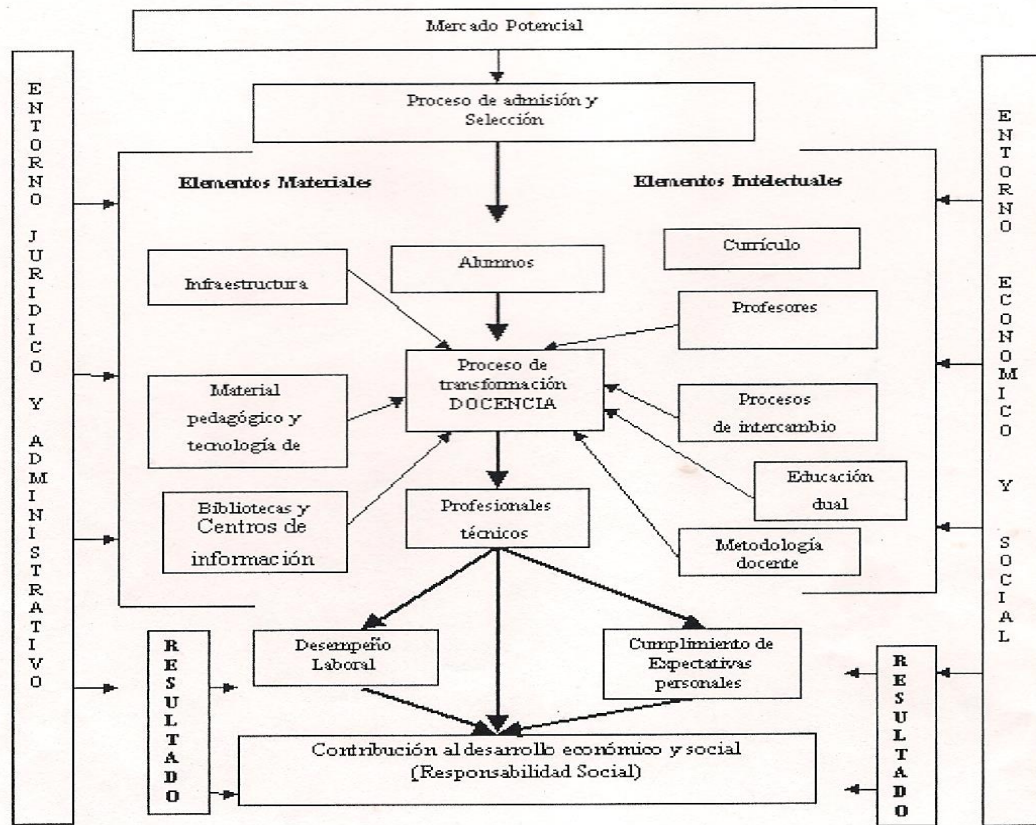 Mercado Potencial
Proceso de admisión y
Selección
ENTORNO JURIDICO Y ADMINISTRATIVO
ENTORNO ECONOMICO Y SOCIAL
Elementos Materiales
Elementos Intelectuales
Alumnos
Currículo
Infraestructura
Profesores
Proceso de
transformación
DOCENCIA
Material
pedagógico y
tecnología de
Procesos
de intercambio
Bibliotecas y
Centros de
información
Profesionales
técnicos
Educación
dual
Metodología
docente
RESULTADO
Desempeño
Laboral
Cumplimiento de
Expectativas
personales
RESULTADO
Contribución al desarrollo económico y social
(Responsabilidad Social)